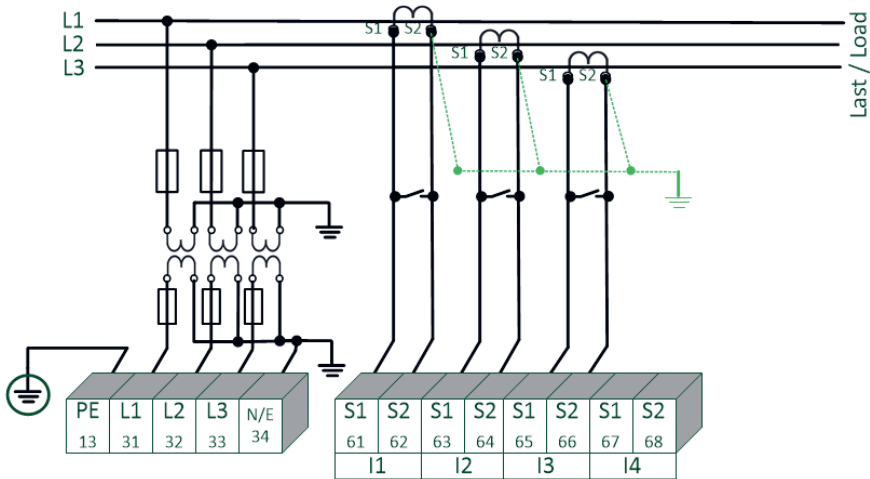 L1
S1 S2
L2
S1 S2
L3
S1 S2
Last / Load
PE L1 L2 L3 N/E
13 31 32 33 34
S1 S2 S1 S2 S1 S2 S1 S2
61 62 63 64 65 66 67 68
I1 I2 I3 I4